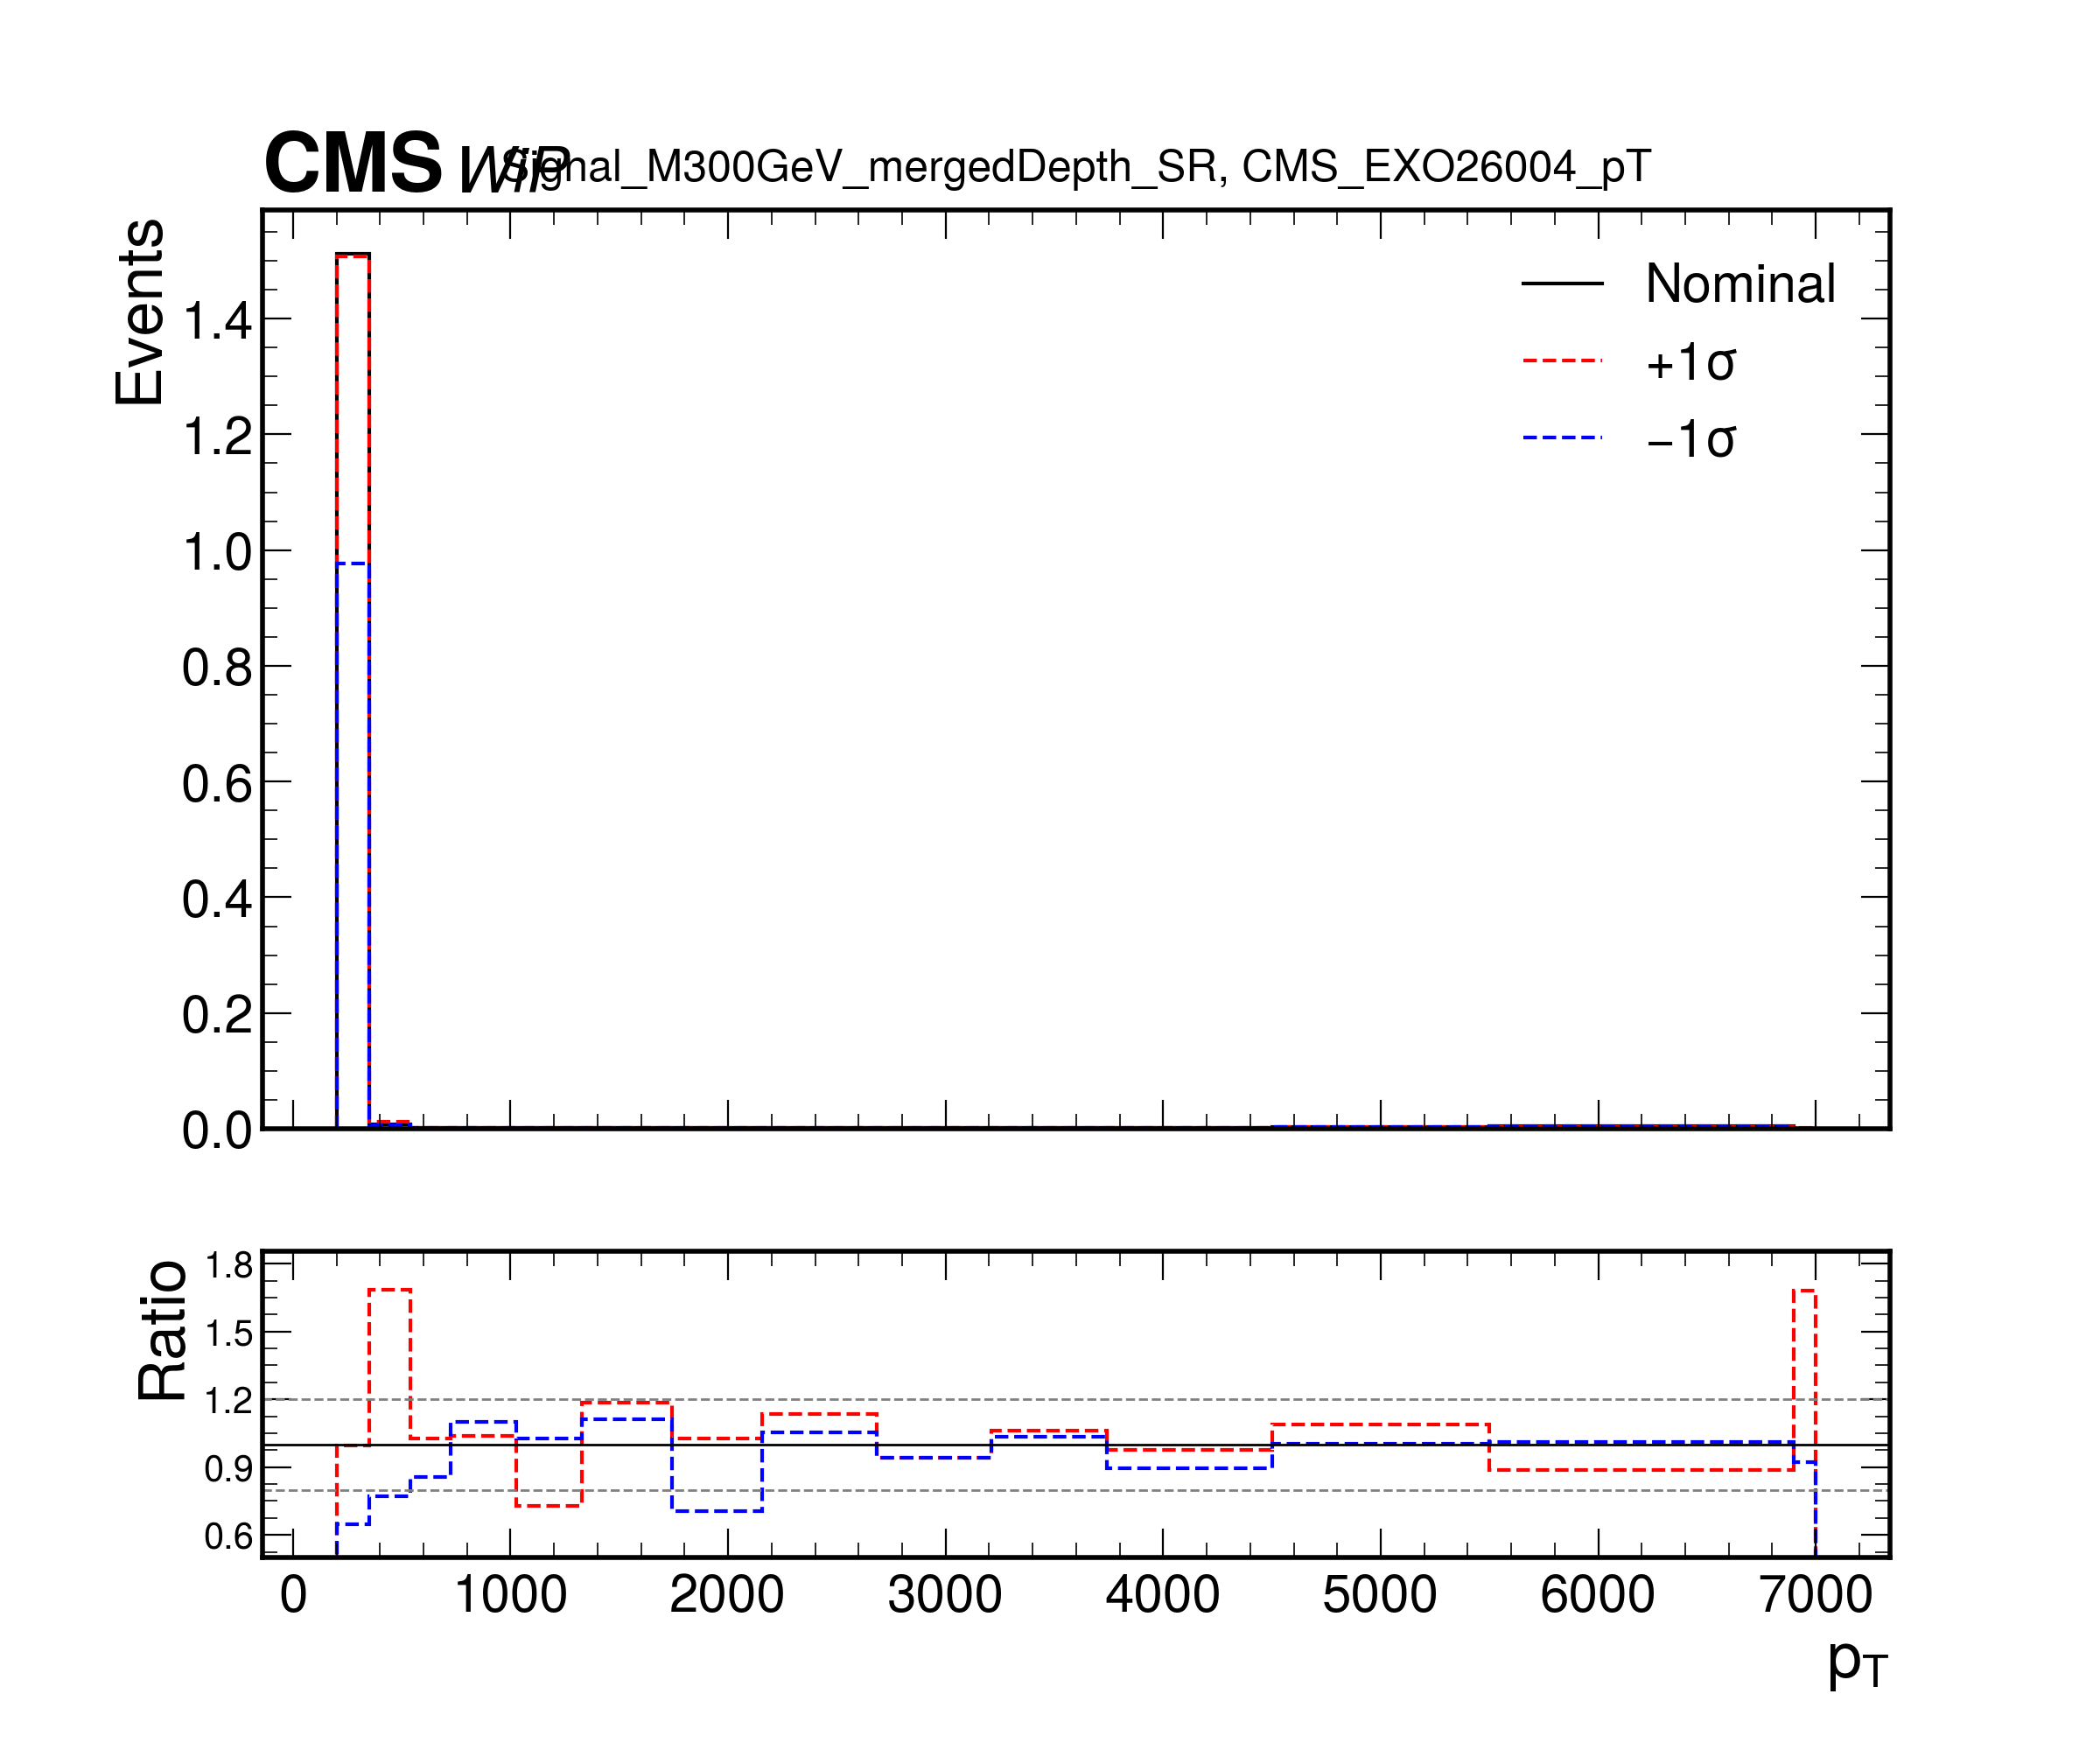 CMS WiP Signal_M300GeV_mergedDepth_SR, CMS_EXO26004_pT
Events
Nominal
+1σ
−1σ
1.4
1.2
1.0
0.8
0.6
0.4
0.2
0.0
Ratio
1.8
1.5
1.2
0.9
0.6
0 1000 2000 3000 4000 5000 6000 7000
pT